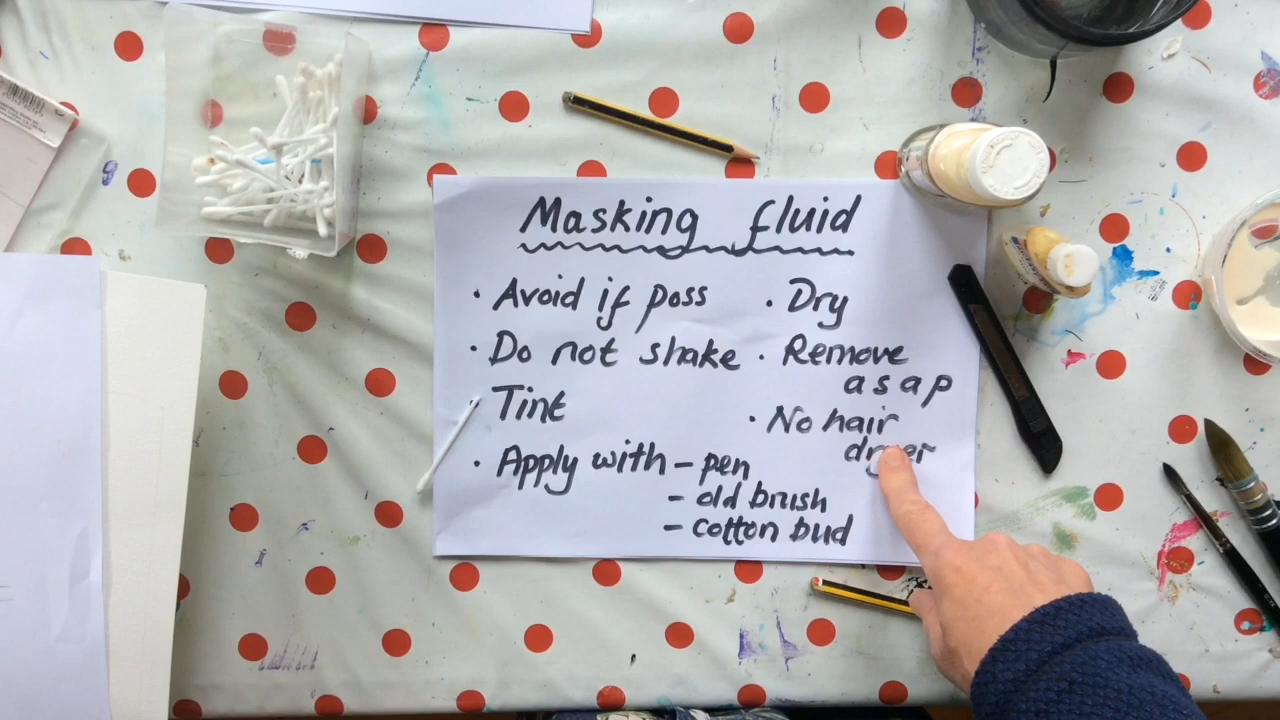 Masking fluid
· Avoid if poss
· Do not shake
Tint
· Apply with - pen
- old brush
- cotton bud
· Dry
· Remove
asap
· No hair
dryer